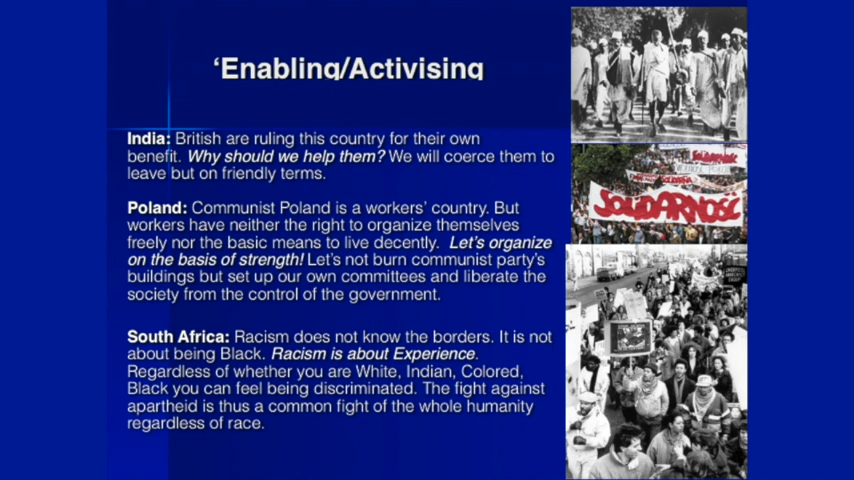 ‘Enabling/Activising
India: British are ruling this country for their own
benefit. Why should we help them? We will coerce them to
leave but on friendly terms.
Poland: Communist Poland is a workers’ country. But
workers have neither the right to organize themselves
freely nor the basic means to live decently. Let’s organize
on the basis of strength! Let’s not burn communist party’s
buildings but set up our own committees and liberate the
society from the control of the government.
South Africa: Racism does not know the borders. It is not
about being Black. Racism is about Experience.
Regardless of whether you are White, Indian, Colored,
Black you can feel being discriminated. The fight against
apartheid is thus a common fight of the whole humanity
regardless of race.
SOLIDARNOŚĆ
SOLIDARNOŚĆ